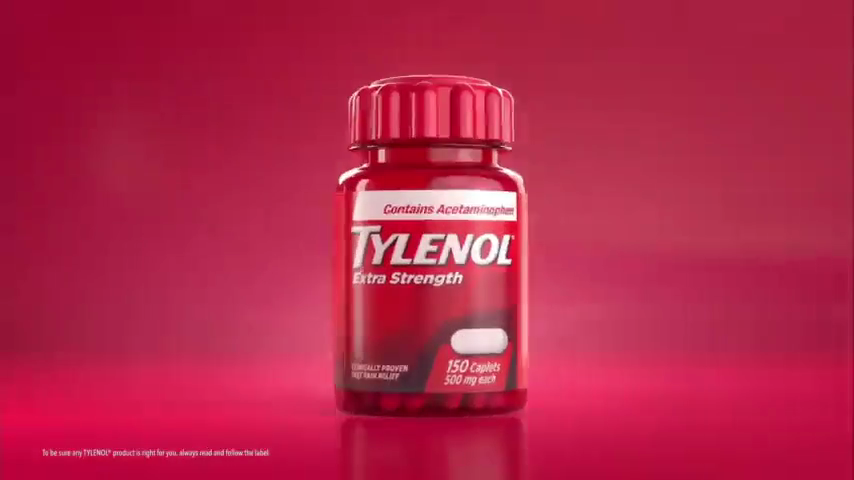 Contains Acetaminophen
TYLENOL®
Extra Strength
CLINICALLY PROVEN
FAST PAIN RELIEF
150 Caplets
500 mg each
To be sure any TYLENOL® product is right for you, always read and follow the label